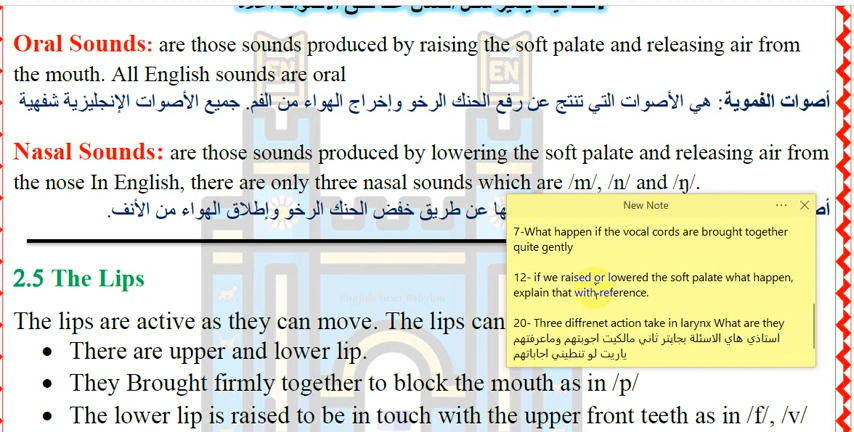 Oral Sounds: are those sounds produced by raising the soft palate and releasing air from
the mouth. All English sounds are oral
أصوات الفموية: هي الأصوات التي تنتج عن رفع الحنك الرخو وإخراج الهواء من الفم. جميع الأصوات الإنجليزية شفهية
Nasal Sounds: are those sounds produced by lowering the soft palate and releasing air from
the nose In English, there are only three nasal sounds which are /m/, /n/ and /ŋ/.
عن طريق خفض الحنك الرخو وإطلاق الهواء من الأنف.
New Note
7-What happen if the vocal cords are brought together
quite gently
12- if we raised or lowered the soft palate what happen,
explain that with reference.
20- Three diffrenet action take in larynx What are they
استاذي هاي الاسئلة بجابتر ثاني مالكيت اجوبتهم وماعرفتهم
ياريت لو تنطيني اجاباتهم
2.5 The Lips
English Tower Babylon
The lips are active as they can move. The lips can
• There are upper and lower lip.
• They Brought firmly together to block the mouth as in /p/
• The lower lip is raised to be in touch with the upper front teeth as in /f/, /v/
EN
EN